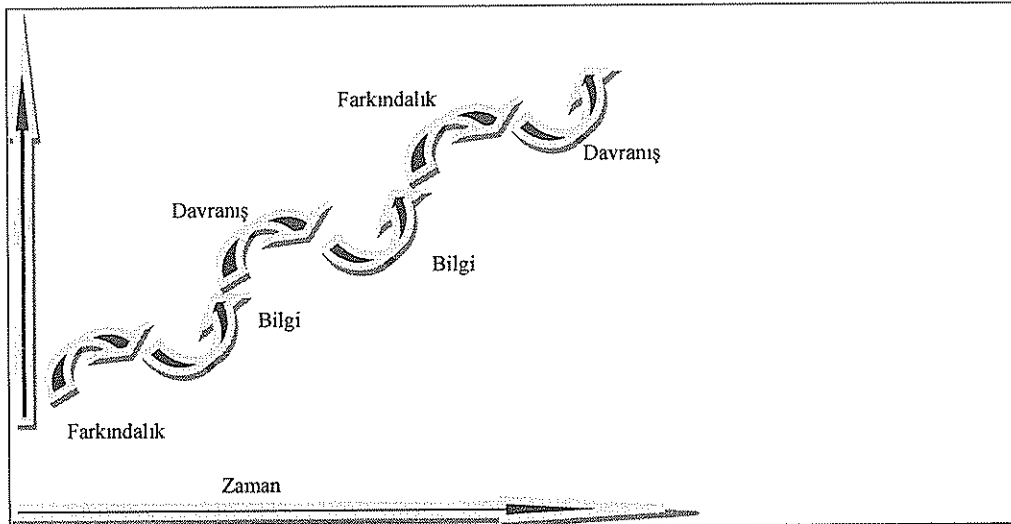 Farkındalık
Davranış
Davranış
Bilgi
Bilgi
Farkındalık
Zaman